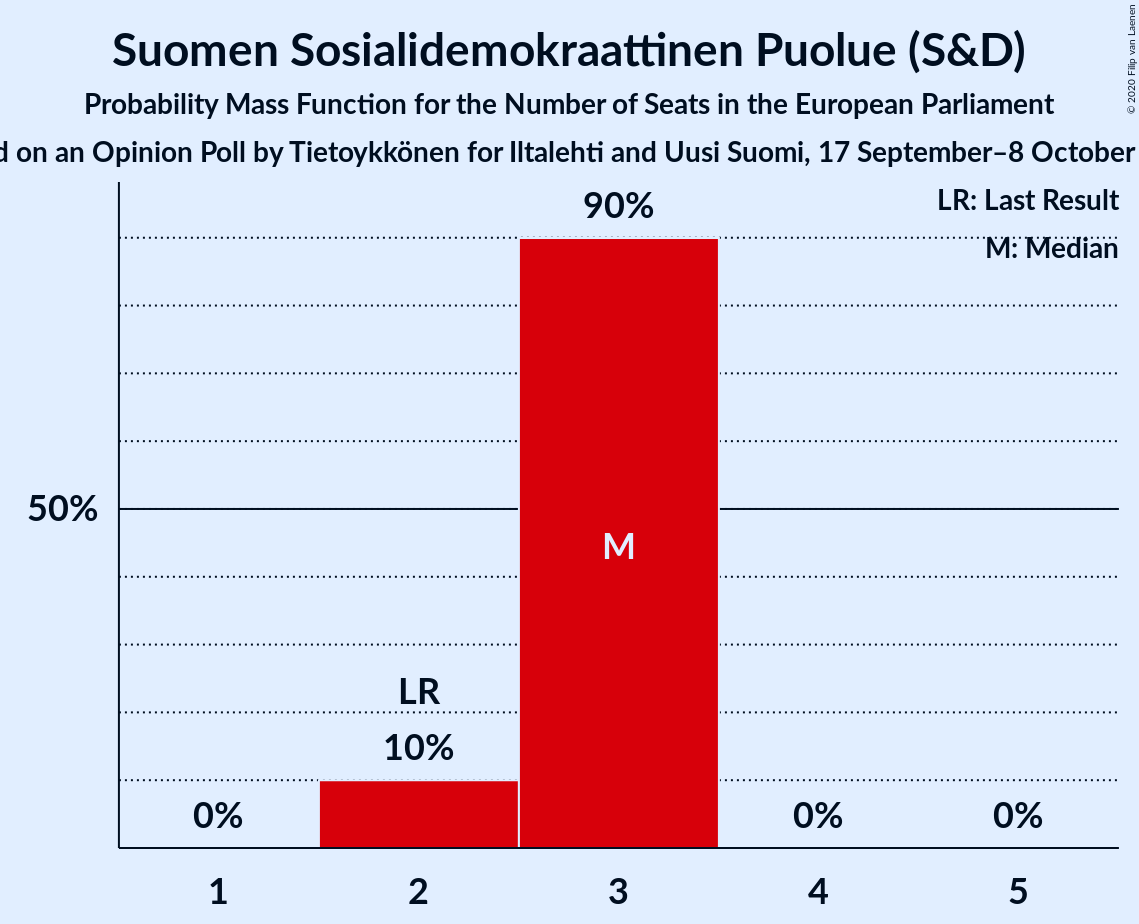 Suomen Sosialidemokraattinen Puolue (S&D)
Probability Mass Function for the Number of Seats in the European Parliament
d on an Opinion Poll by Tietoykkönen for Iltalehti and Uusi Suomi, 17 September–8 October
© 2020 Filip van Laenen
LR: Last Result
M: Median
90%
50%
M
LR
10%
0%
0%
0%
1
2
3
4
5